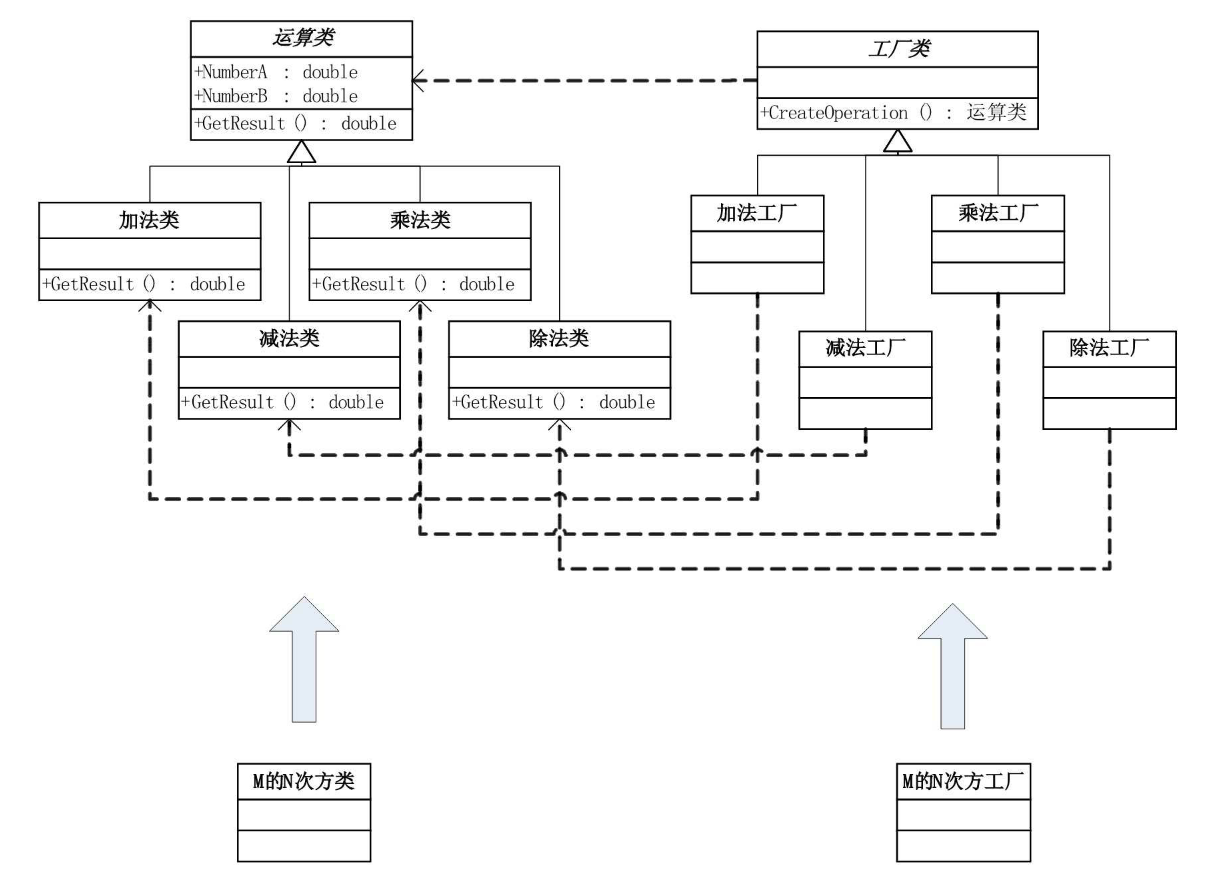 运算类
+NumberA : double
+NumberB : double
+GetResult () : double
工厂类
+CreateOperation () : 运算类
加法类
+GetResult () : double
乘法类
+GetResult () : double
加法工厂
乘法工厂
减法类
+GetResult () : double
除法类
+GetResult () : double
减法工厂
除法工厂
M的N次方类
M的N次方工厂